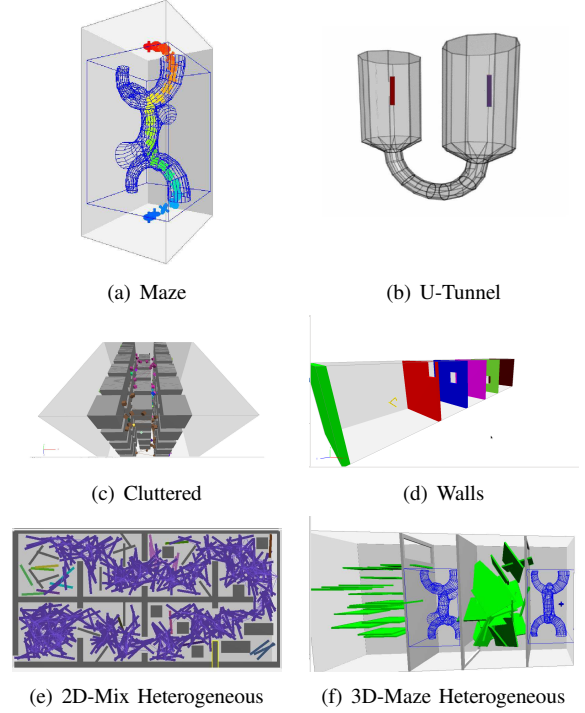 (a) Maze
(b) U-Tunnel
(c) Cluttered
(d) Walls
(e) 2D-Mix Heterogeneous
(f) 3D-Maze Heterogeneous